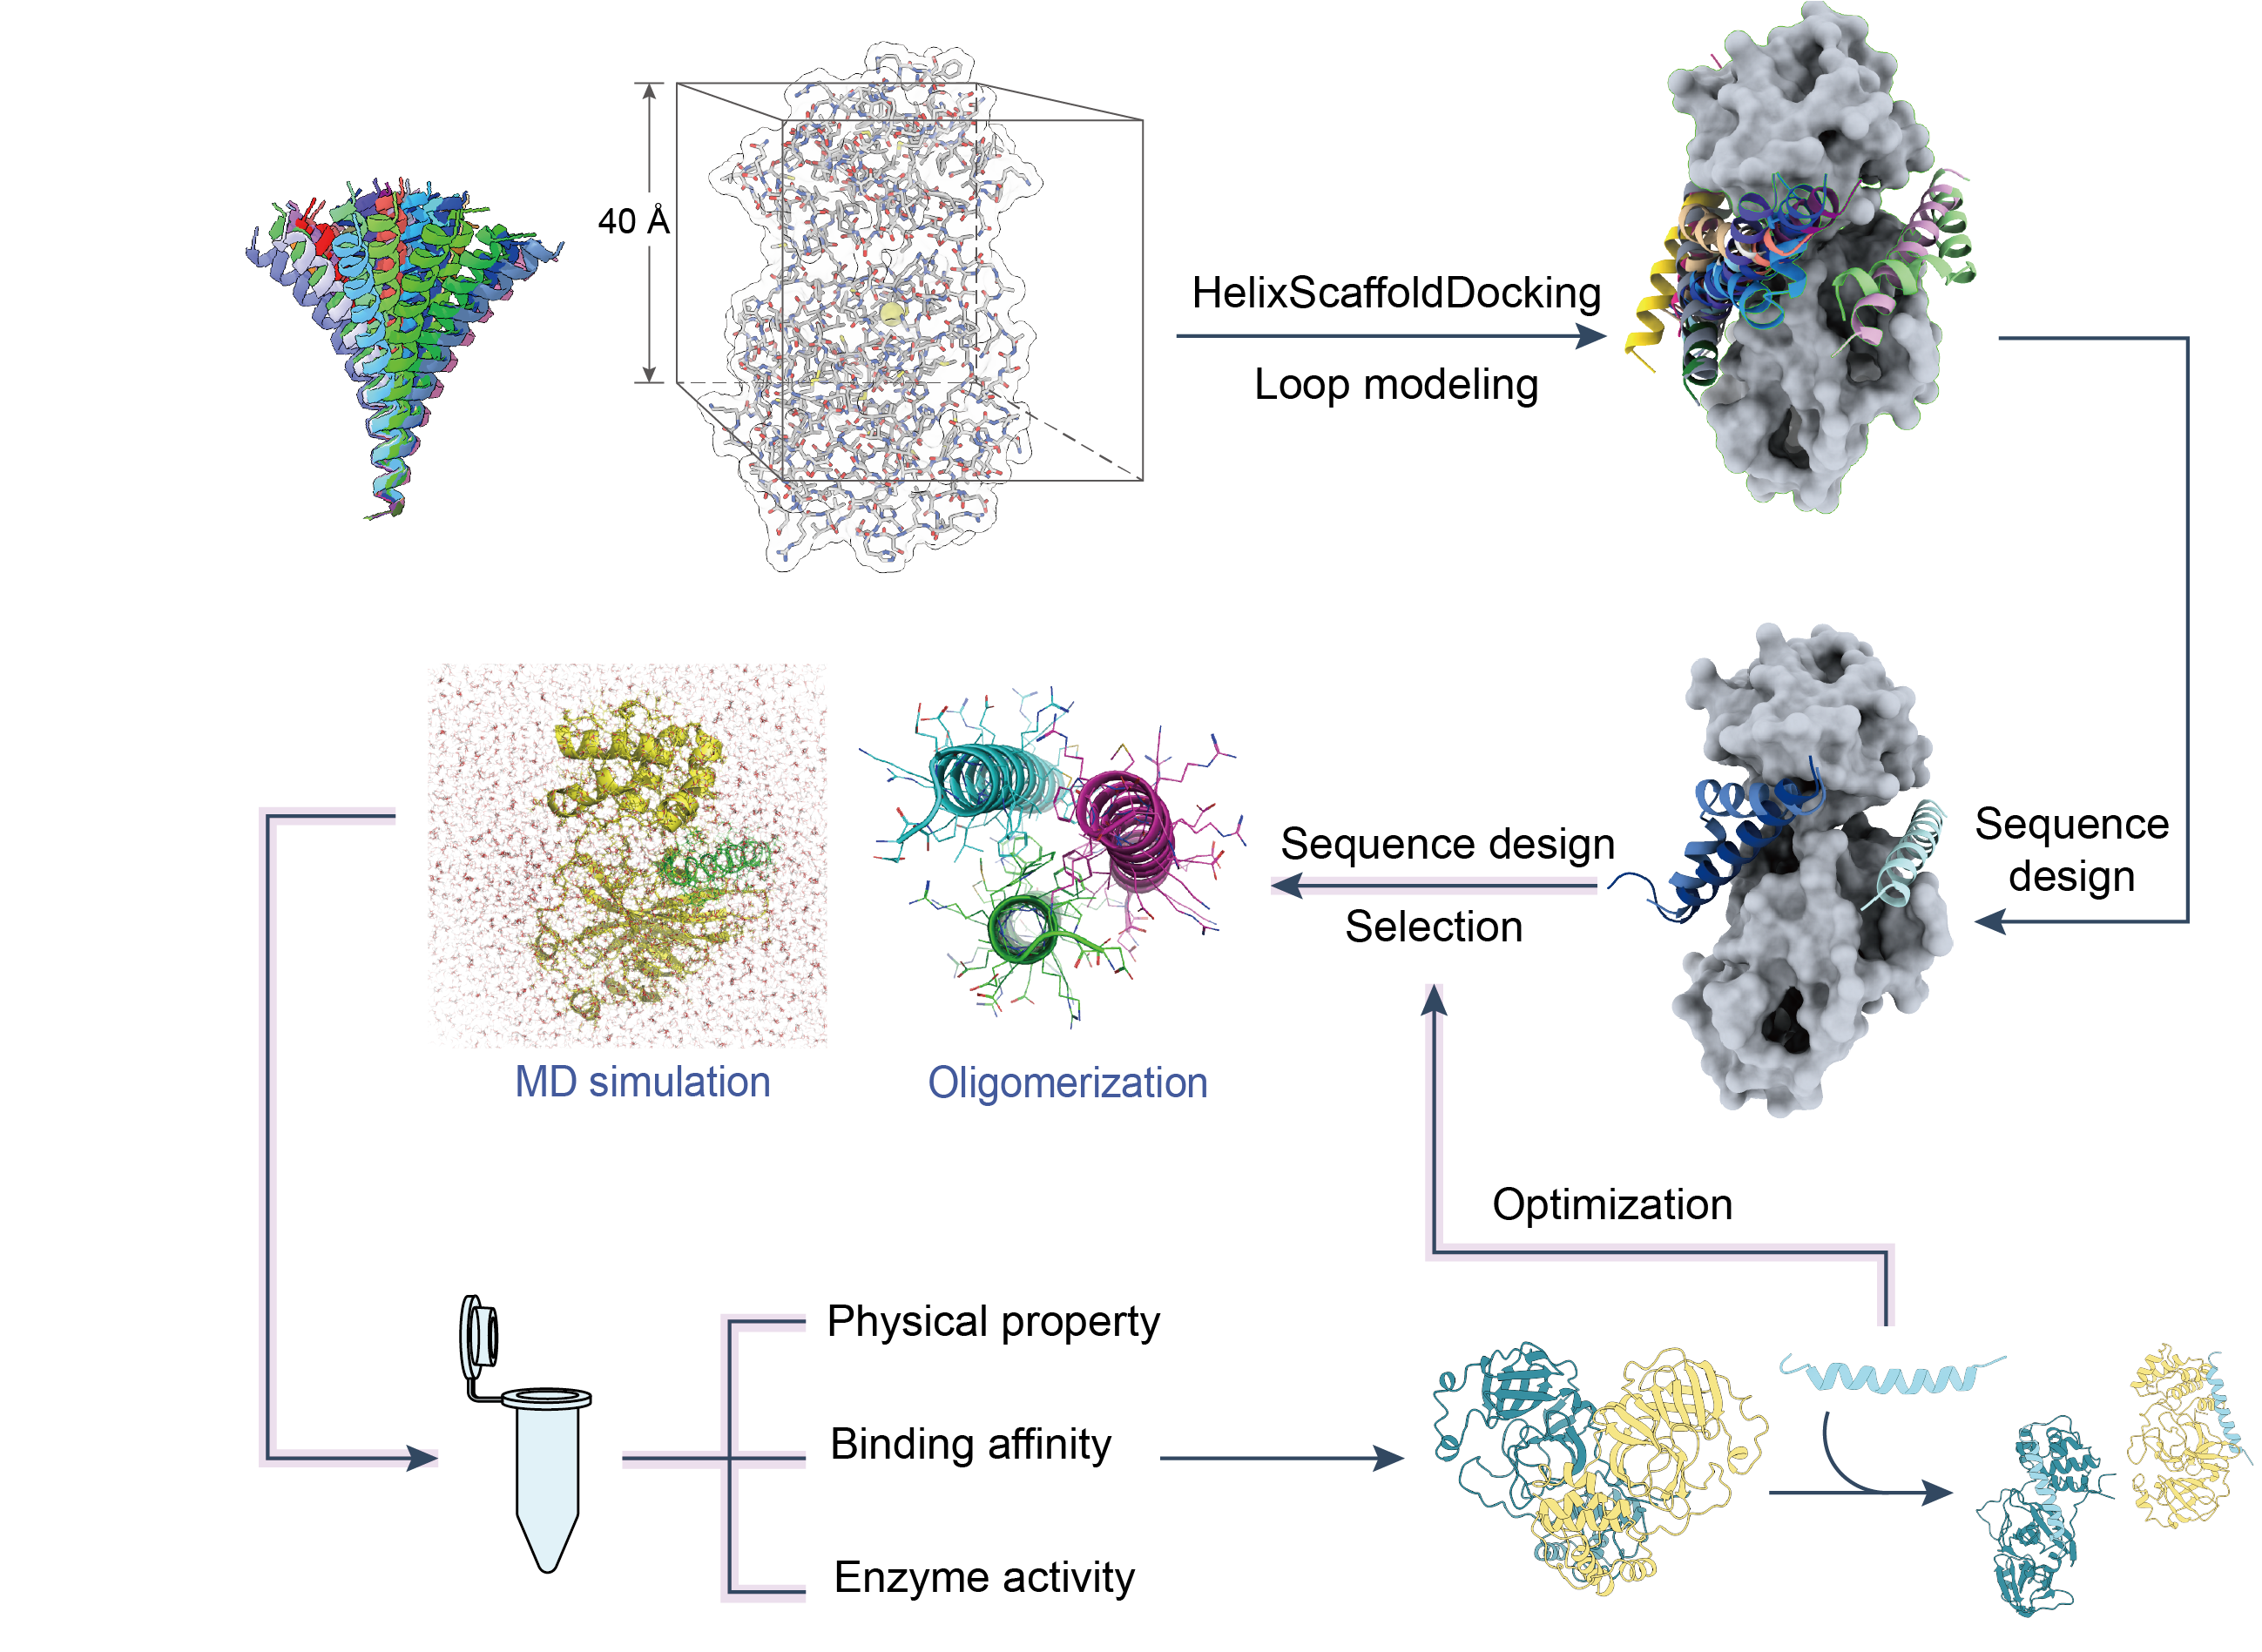 40 Å
HelixScaffoldDocking
Loop modeling
Sequence
design
Sequence design
Selection
MD simulation
Oligomerization
Optimization
Physical property
Binding affinity
Enzyme activity